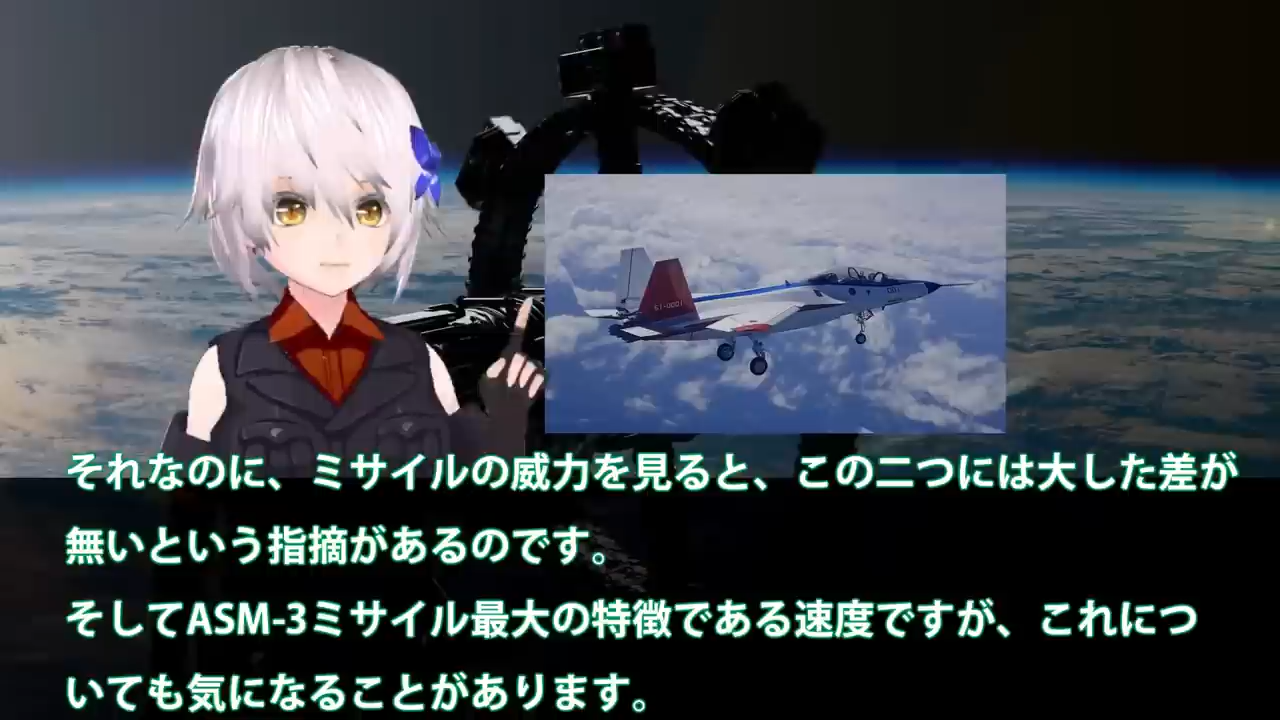 51-0001
001
それなのに、ミサイルの威力を見ると、この二つには大した差が
無いという指摘があるのです。
そしてASM-3ミサイル最大の特徴である速度ですが、これにつ
いても気になることがあります。